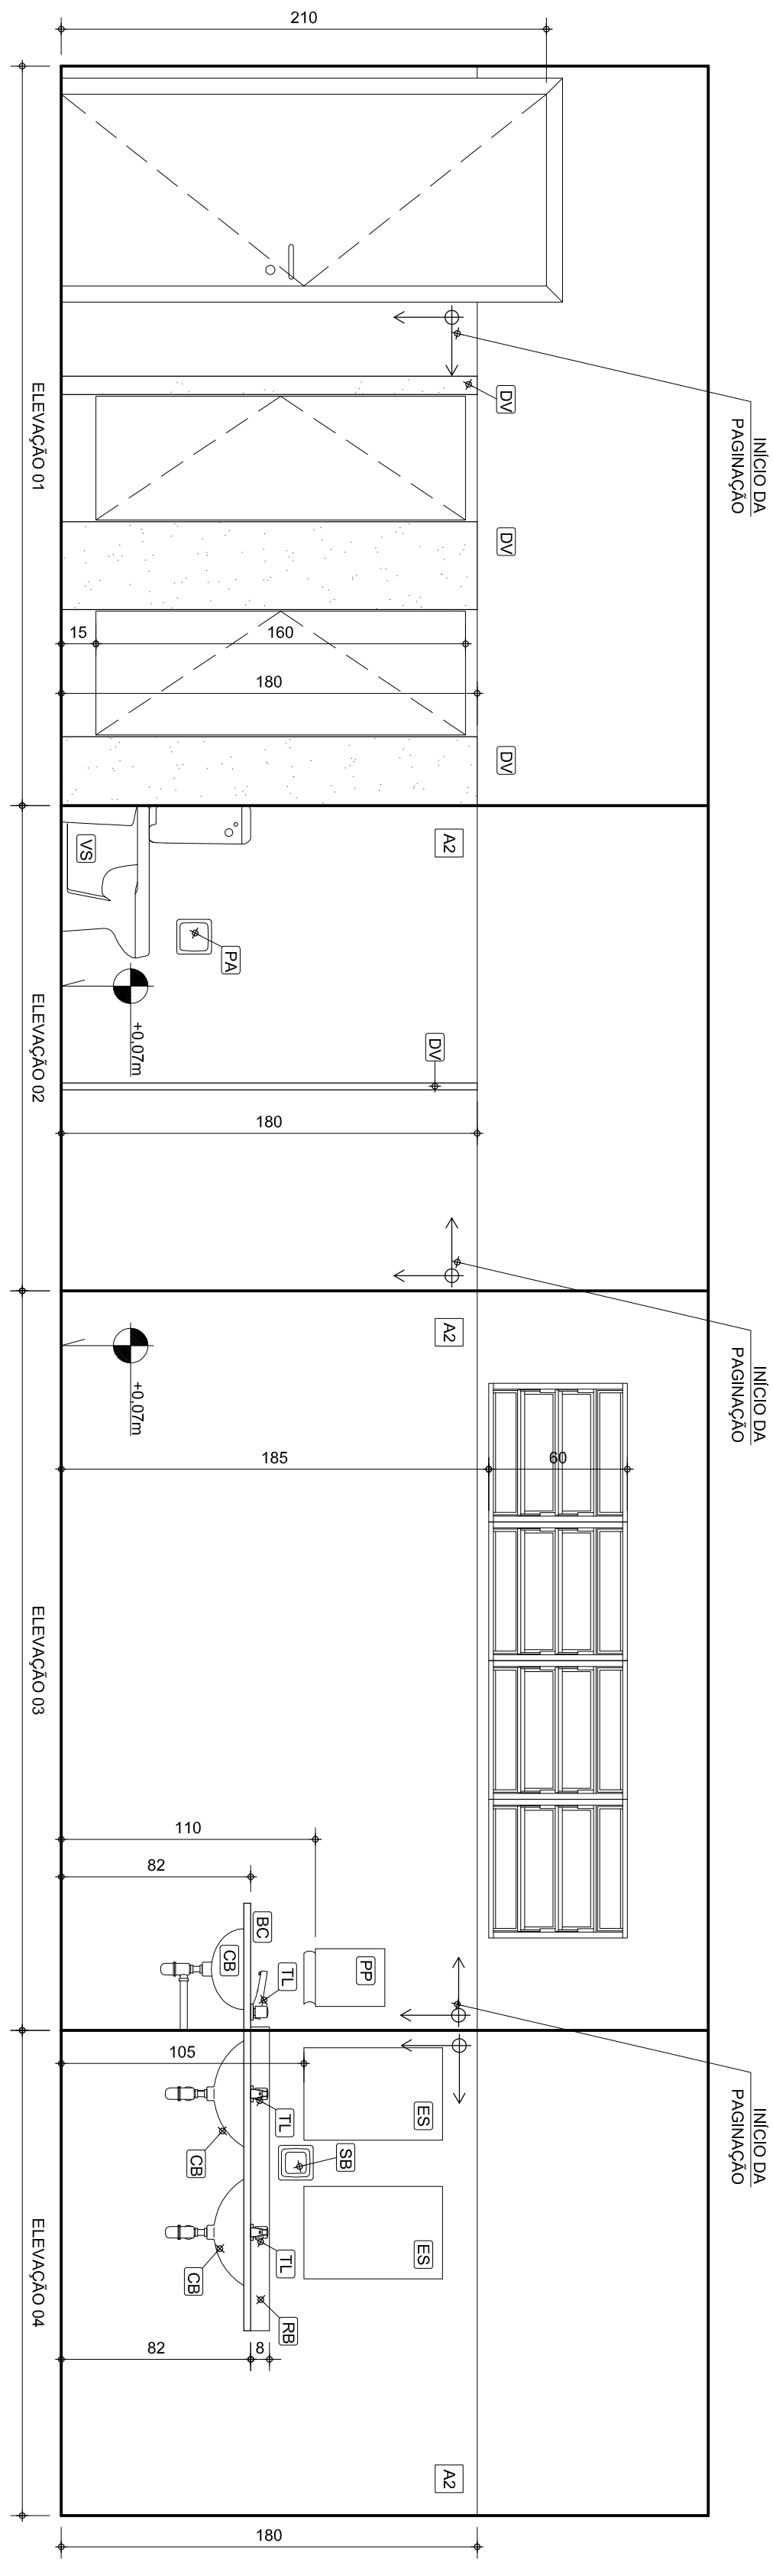 210
INÍCIO DA
PAGINAÇÃO
DV
DV
15
160
180
DV
ELEVAÇÃO 01
A2
VS
PA
+0,07m
DV
180
ELEVAÇÃO 02
INÍCIO DA
PAGINAÇÃO
A2
+0,07m
185
60
110
82
BC
CB
TL
PP
ELEVAÇÃO 03
INÍCIO DA
PAGINAÇÃO
105
ES
TL
CB
SB
ES
TL
CB
RB
82
8
A2
ELEVAÇÃO 04
180